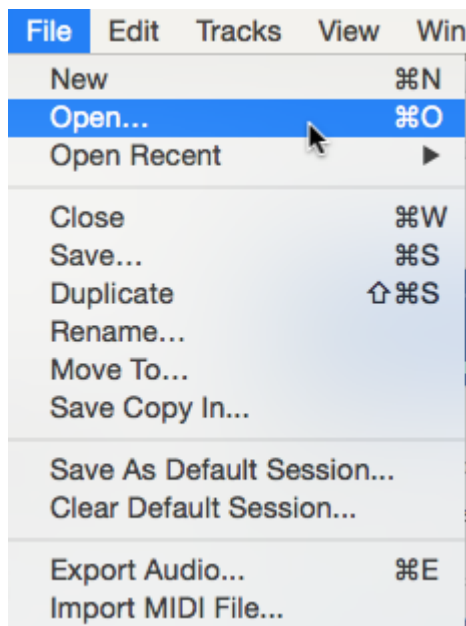 File Edit Tracks View Win
New ⌘N
Open... ⌘O
Open Recent ▶
Close ⌘W
Save... ⌘S
Duplicate ⇧⌘S
Rename...
Move To...
Save Copy In...
Save As Default Session...
Clear Default Session...
Export Audio... ⌘E
Import MIDI File...